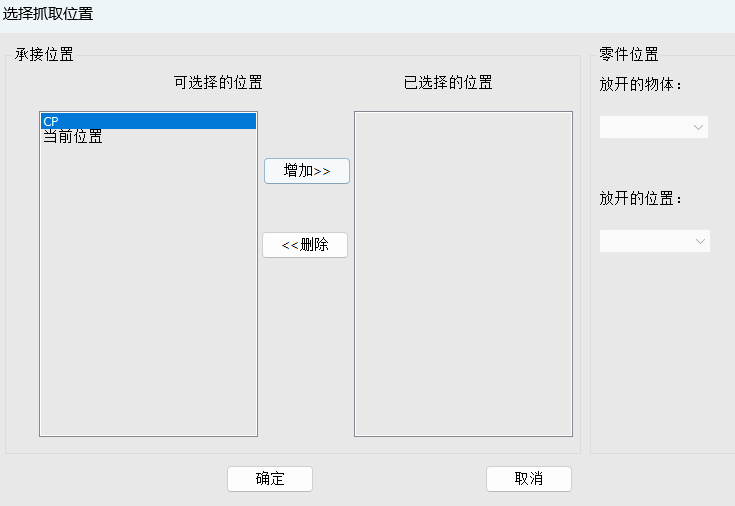 选择抓取位置
承接位置
可选择的位置
已选择的位置
CP
当前位置
增加>>
<<删除
零件位置
放开的物体：
放开的位置：
确定
取消